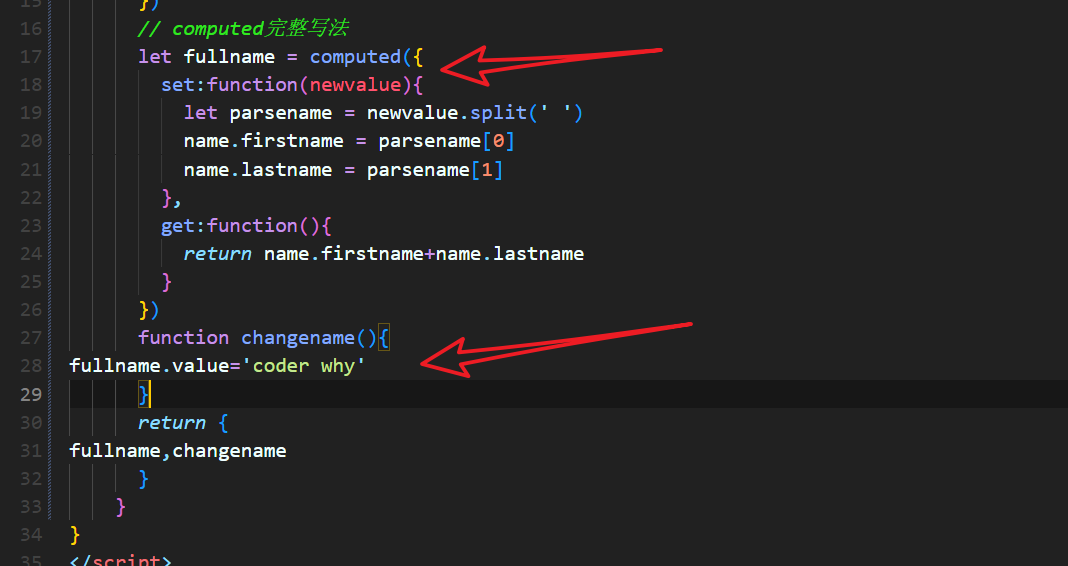 15 })
16 // computed完整写法
17 let fullname = computed({
18 set:function(newvalue){
19 let parsename = newvalue.split(' ')
20 name.firstname = parsename[0]
21 name.lastname = parsename[1]
22 },
23 get:function(){
24 return name.firstname+name.lastname
25 }
26 })
27 function changename(){
28 fullname.value='coder why'
29 }
30 return {
31 fullname,changename
32 }
33 }
34 }
35 </script>